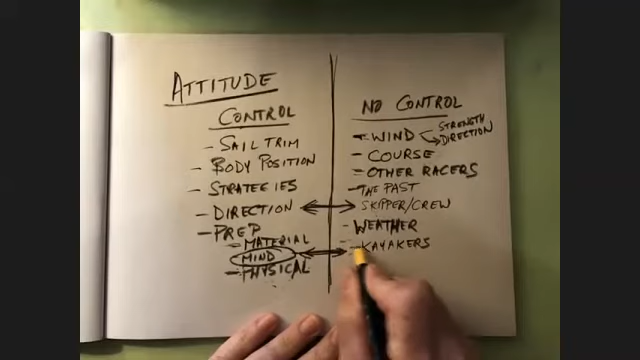 ATTITUDE
CONTROL
- SAIL TRIM
- BODY POSITION
- STRATEGIES
- DIRECTION
- PREP
- MATERIAL
MIND
- PHYSICAL
NO CONTROL
- WIND
STRENGTH
DIRECTION
- COURSE
- OTHER RACERS
- THE PAST
SKIPPER/CREW
- WEATHER
- KAYAKERS